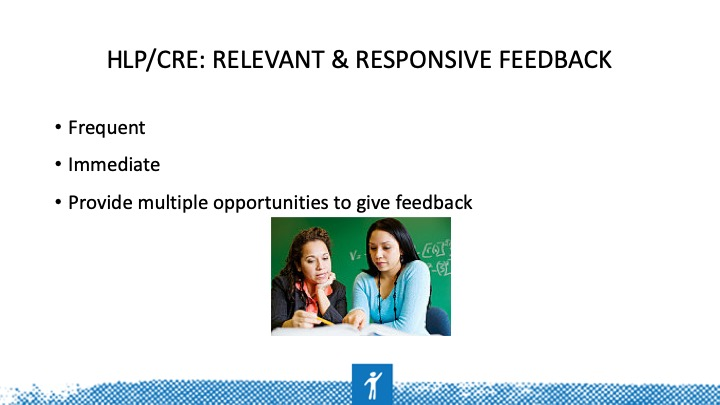 HLP/CRE: RELEVANT & RESPONSIVE FEEDBACK
• Frequent
• Immediate
• Provide multiple opportunities to give feedback
V=